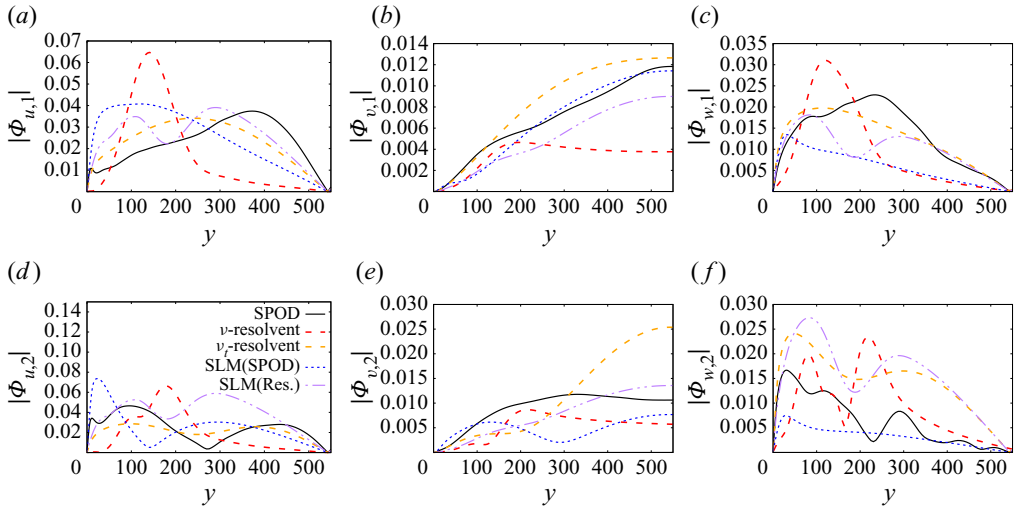 (a)
(b)
(c)
0.07
0.06
0.05
0.04
0.03
0.02
0.01
|Φu,1|
0 100 200 300 400 500
y
0.014
0.012
0.010
0.008
0.006
0.004
0.002
|Φv,1|
0 100 200 300 400 500
y
0.035
0.030
0.025
0.020
0.015
0.010
0.005
|Φw,1|
0 100 200 300 400 500
y
(d)
(e)
(f)
0.14
0.12
0.10
0.08
0.06
0.04
0.02
|Φu,2|
SPOD
ν-resolvent
νt-resolvent
SLM(SPOD)
SLM(Res.)
0 100 200 300 400 500
y
0.030
0.025
0.020
0.015
0.010
0.005
|Φv,2|
0 100 200 300 400 500
y
0.030
0.025
0.020
0.015
0.010
0.005
|Φw,2|
0 100 200 300 400 500
y